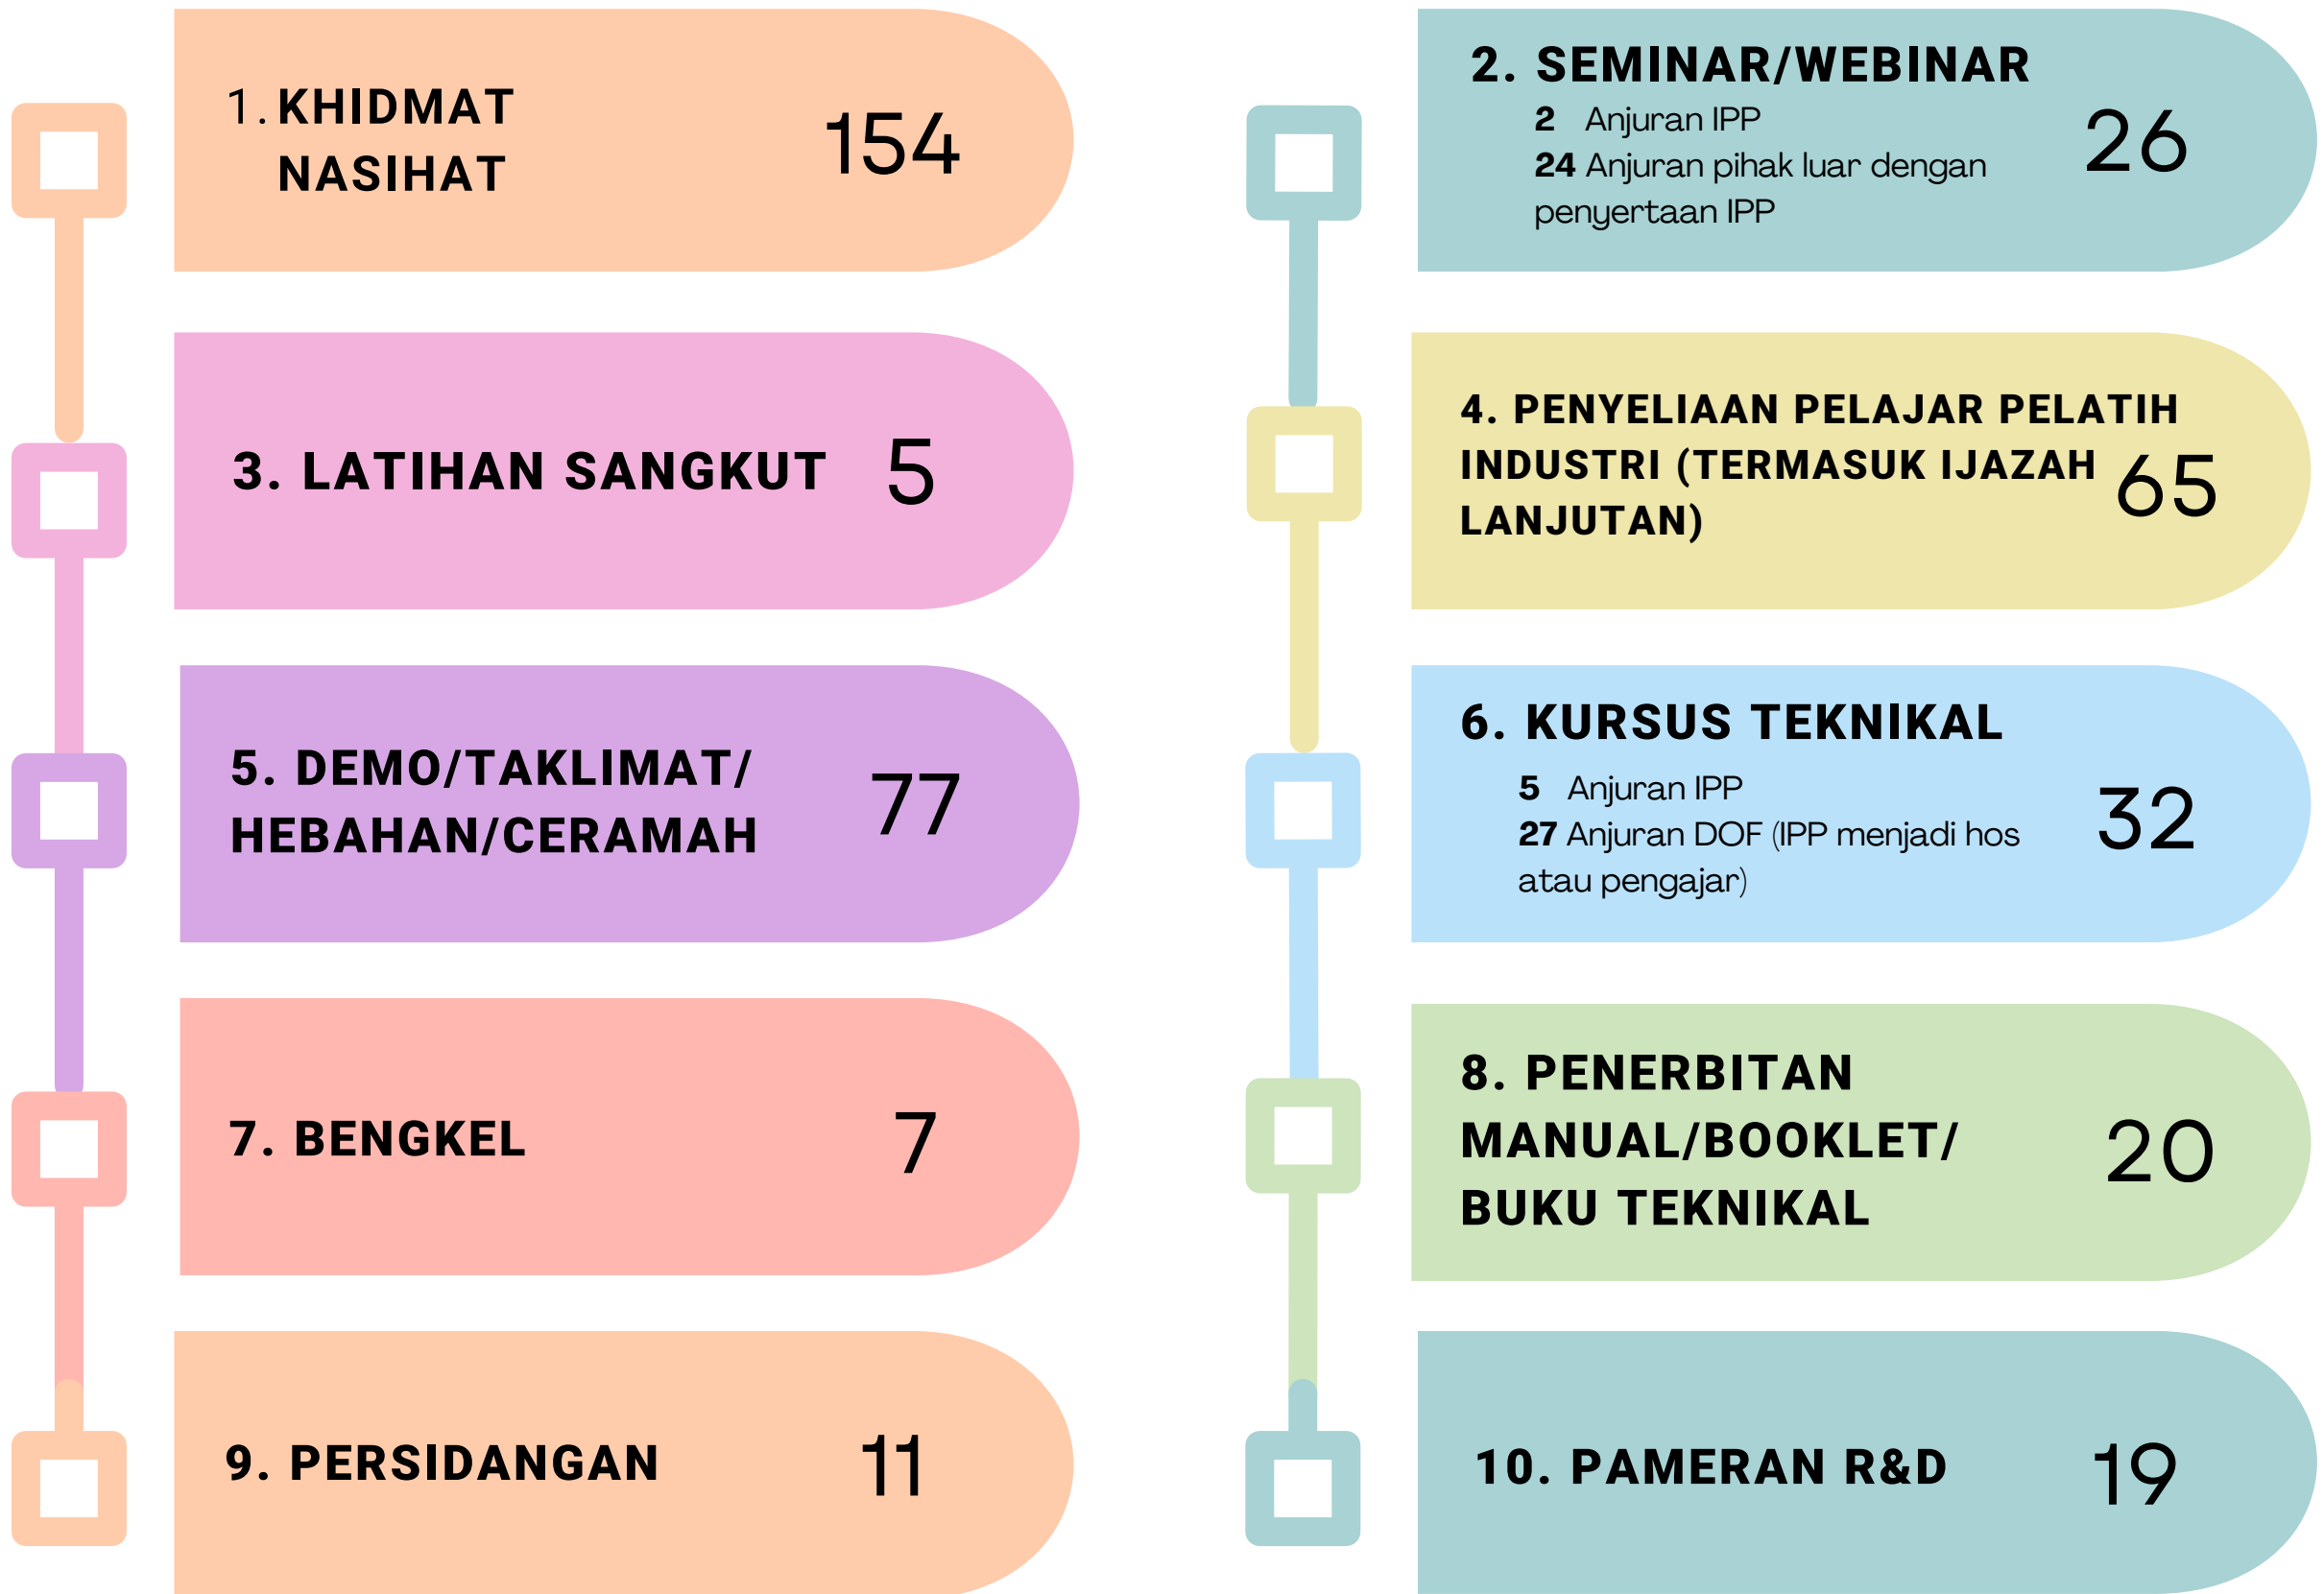 1. KHIDMAT
NASIHAT
154
2. SEMINAR/WEBINAR
2 Anjuran IPP
24 Anjuran pihak luar dengan
penyertaan IPP
26
3. LATIHAN SANGKUT
5
4. PENYELIAAN PELAJAR PELATIH
INDUSTRI (TERMASUK IJAZAH
LANJUTAN)
65
5. DEMO/TAKLIMAT/
HEBAHAN/CERAMAH
77
6. KURSUS TEKNIKAL
5 Anjuran IPP
27 Anjuran DOF (IPP menjadi hos
atau pengajar)
32
7. BENGKEL
7
8. PENERBITAN
MANUAL/BOOKLET/
BUKU TEKNIKAL
20
9. PERSIDANGAN
11
10. PAMERAN R&D
19